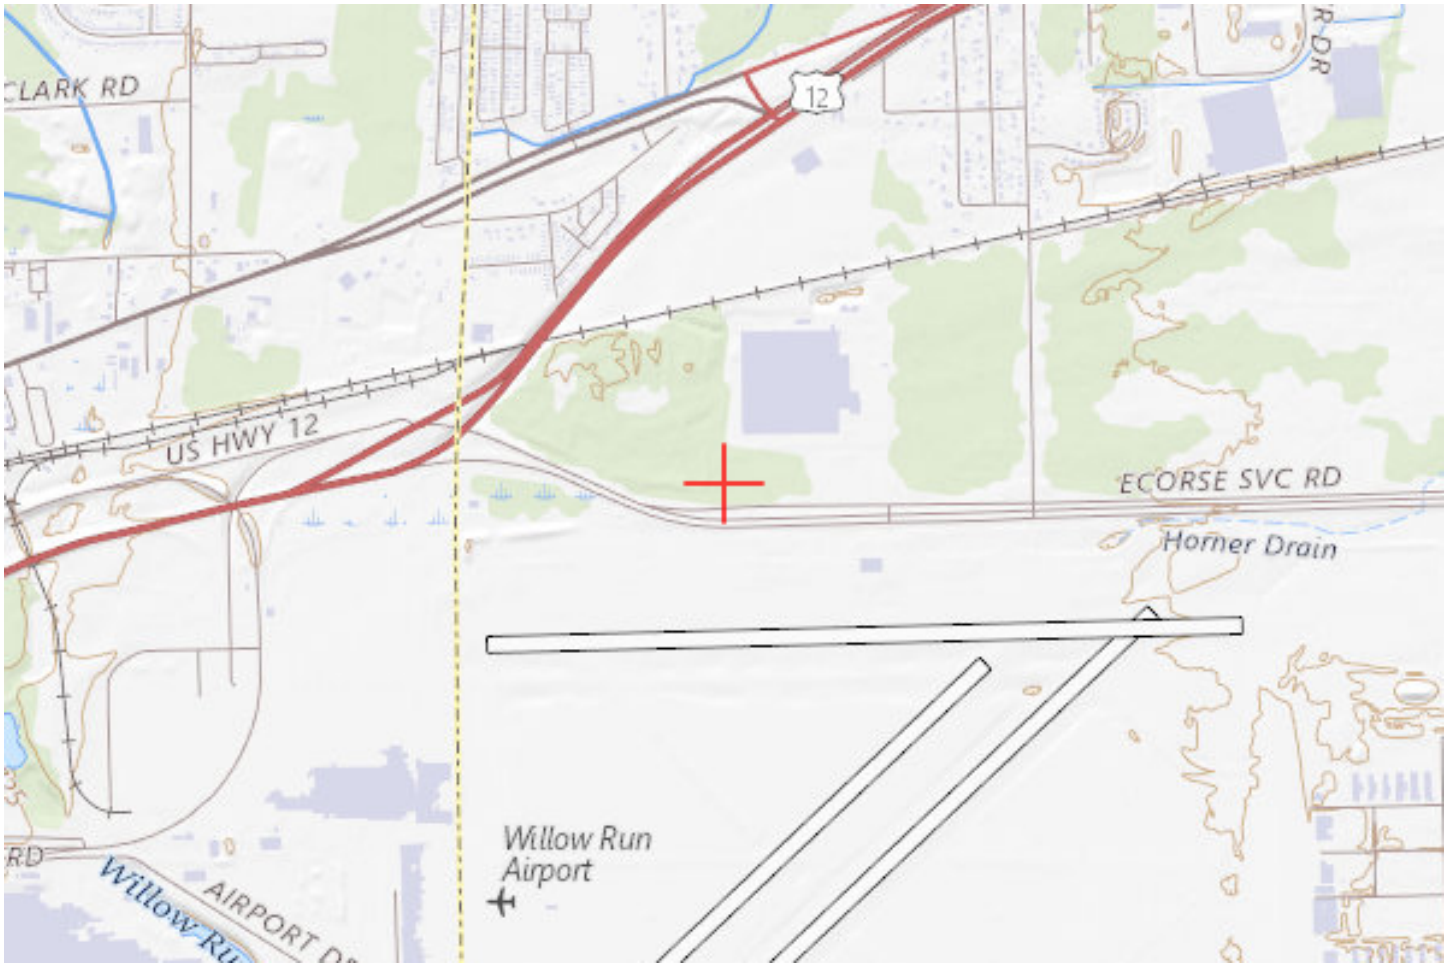 CLARK RD
12
R DR
US HWY 12
ECORSE SVC RD
Horner Drain
Willow Run
Airport
RD
Willow Ru
AIRPORT DR